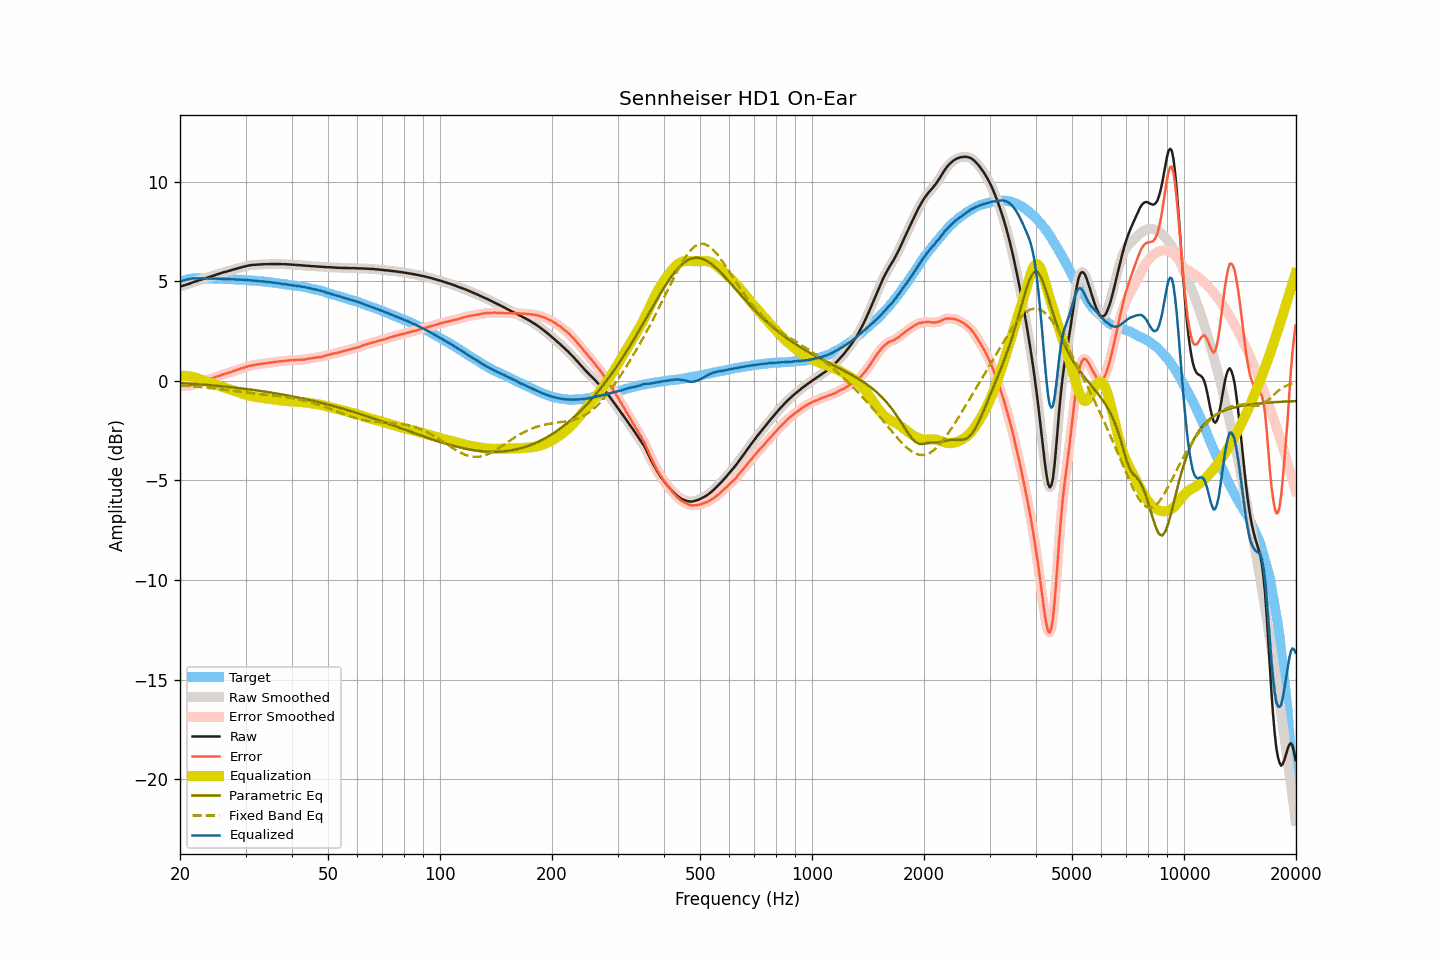 Sennheiser HD1 On-Ear
Amplitude (dBr)
10
5
0
−5
−10
−15
−20
Target
Raw Smoothed
Error Smoothed
Raw
Error
Equalization
Parametric Eq
Fixed Band Eq
Equalized
20 50 100 200 500 1000 2000 5000 10000 20000
Frequency (Hz)